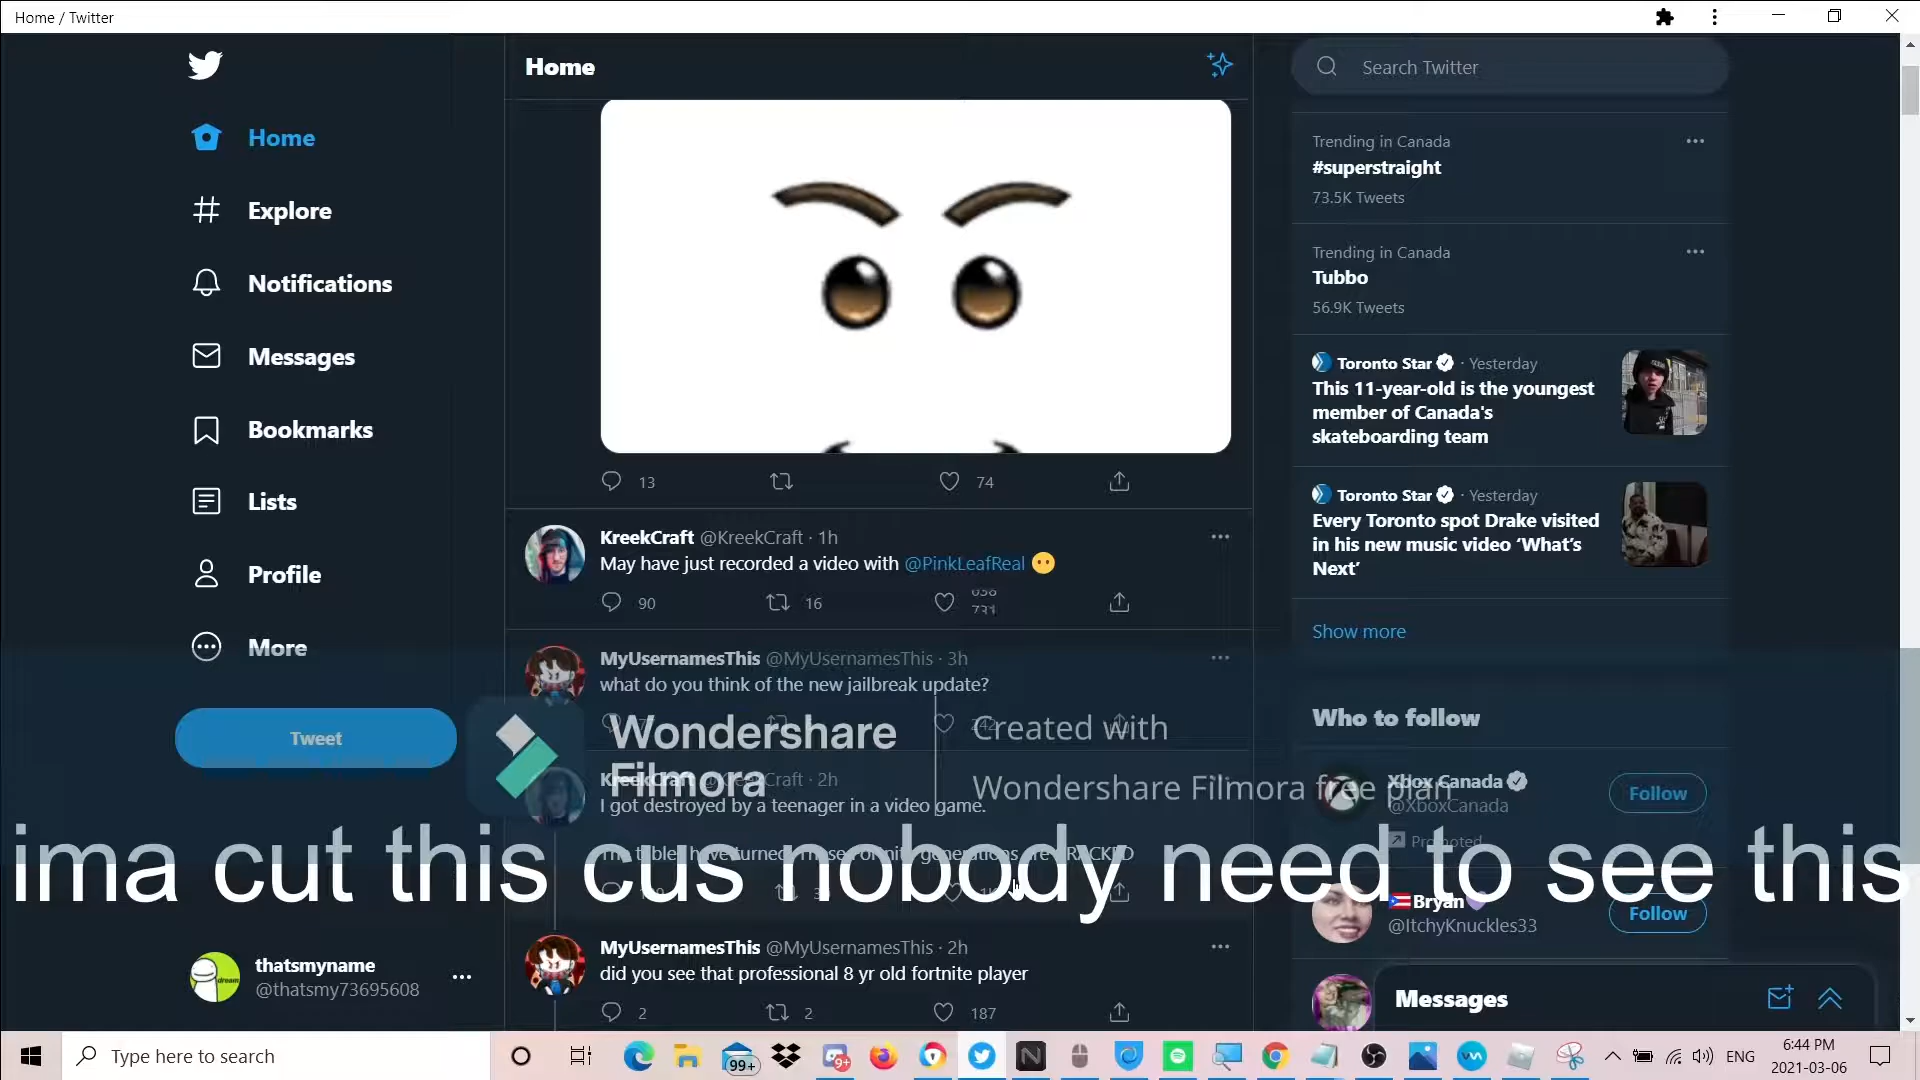 Home / Twitter
Home
Search Twitter
Home
Explore
Notifications
Messages
Bookmarks
Lists
Profile
More
Tweet
thatsmyname
@thatsmy73695608
13
74
KreekCraft @KreekCraft · 1h
May have just recorded a video with @PinkLeafReal
90
16
MyUsernamesThis @MyUsernamesThis · 3h
what do you think of the new jailbreak update?
242
KreekCraft @KreekCraft · 2h
I got destroyed by a teenager in a video game.
MyUsernamesThis @MyUsernamesThis · 2h
did you see that professional 8 yr old fortnite player
2
2
187
Trending in Canada
#superstraight
73.5K Tweets
Trending in Canada
Tubbo
56.9K Tweets
Toronto Star · Yesterday
This 11-year-old is the youngest
member of Canada's
skateboarding team
Toronto Star · Yesterday
Every Toronto spot Drake visited
in his new music video ‘What’s
Next’
Show more
Who to follow
Xbox Canada
@XboxCanada
Promoted
Follow
Bryan
@ItchyKnuckles33
Follow
Messages
Wondershare
Filmora
Created with
Wondershare Filmora free plan
ima cut this cus nobody need to see this
Type here to search
99+
9+
ENG
6:44 PM
2021-03-06